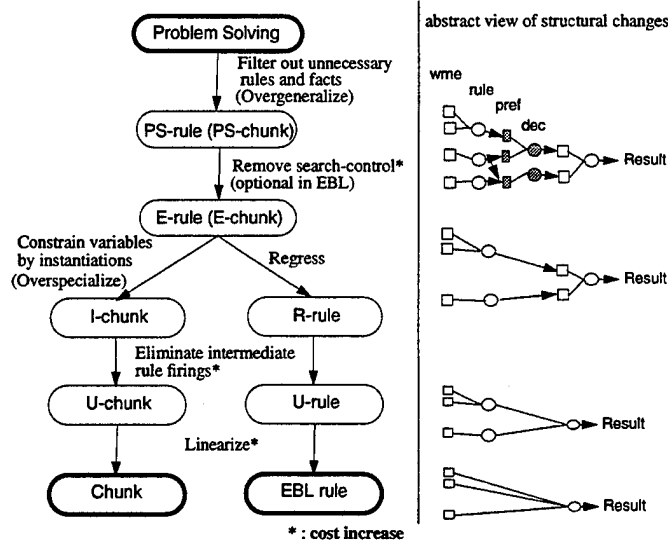 Problem Solving
Filter out unnecessary
rules and facts
(Overgeneralize)
PS-rule (PS-chunk)
Remove search-control*
(optional in EBL)
E-rule (E-chunk)
Constrain variables
by instantiations
(Overspecialize)
Regress
I-chunk
R-rule
Eliminate intermediate
rule firings*
U-chunk
U-rule
Linearize*
Chunk
EBL rule
* : cost increase
abstract view of structural changes
wme
rule
pref
dec
Result
Result
Result
Result